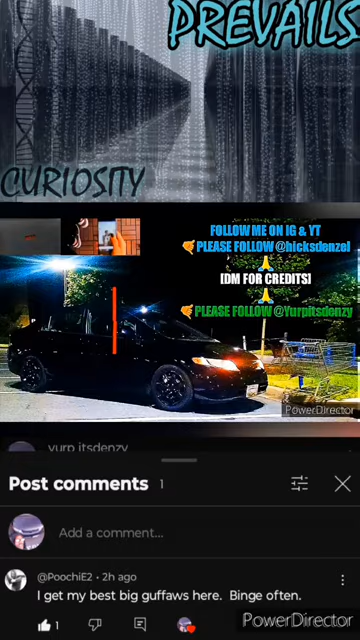 PREVAILS
CURIOSITY
FOLLOW ME ON IG & YT
PLEASE FOLLOW @hicksdenzel
[DM FOR CREDITS]
PLEASE FOLLOW @Yurpitsdenzy
PowerDirector
yurp itsdenzy
Post comments 1
Add a comment...
@PoochiE2 • 2h ago
I get my best big guffaws here. Binge often.
1
PowerDirector